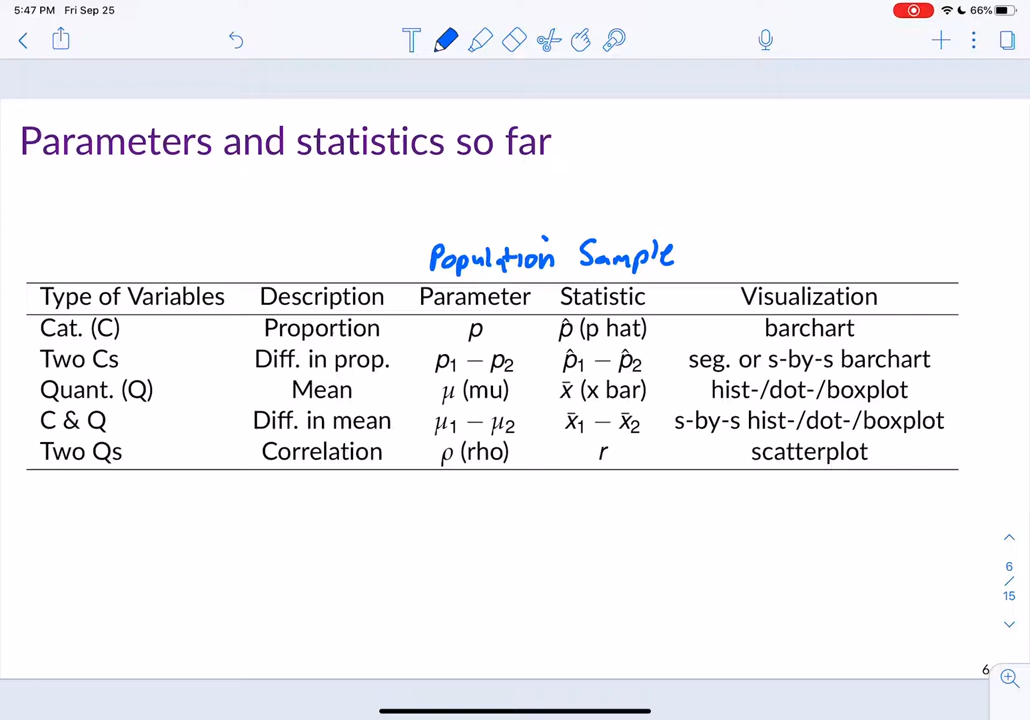 5:47 PM Fri Sep 25 66%
T
Parameters and statistics so far
Population Sample
Type of Variables Description Parameter Statistic Visualization
Cat. (C) Proportion p p̂ (p hat) barchart
Two Cs Diff. in prop. p₁ − p₂ p̂₁ − p̂₂ seg. or s-by-s barchart
Quant. (Q) Mean μ (mu) x̄ (x bar) hist-/dot-/boxplot
C & Q Diff. in mean μ₁ − μ₂ x̄₁ − x̄₂ s-by-s hist-/dot-/boxplot
Two Qs Correlation ρ (rho) r scatterplot
6
/
15
6